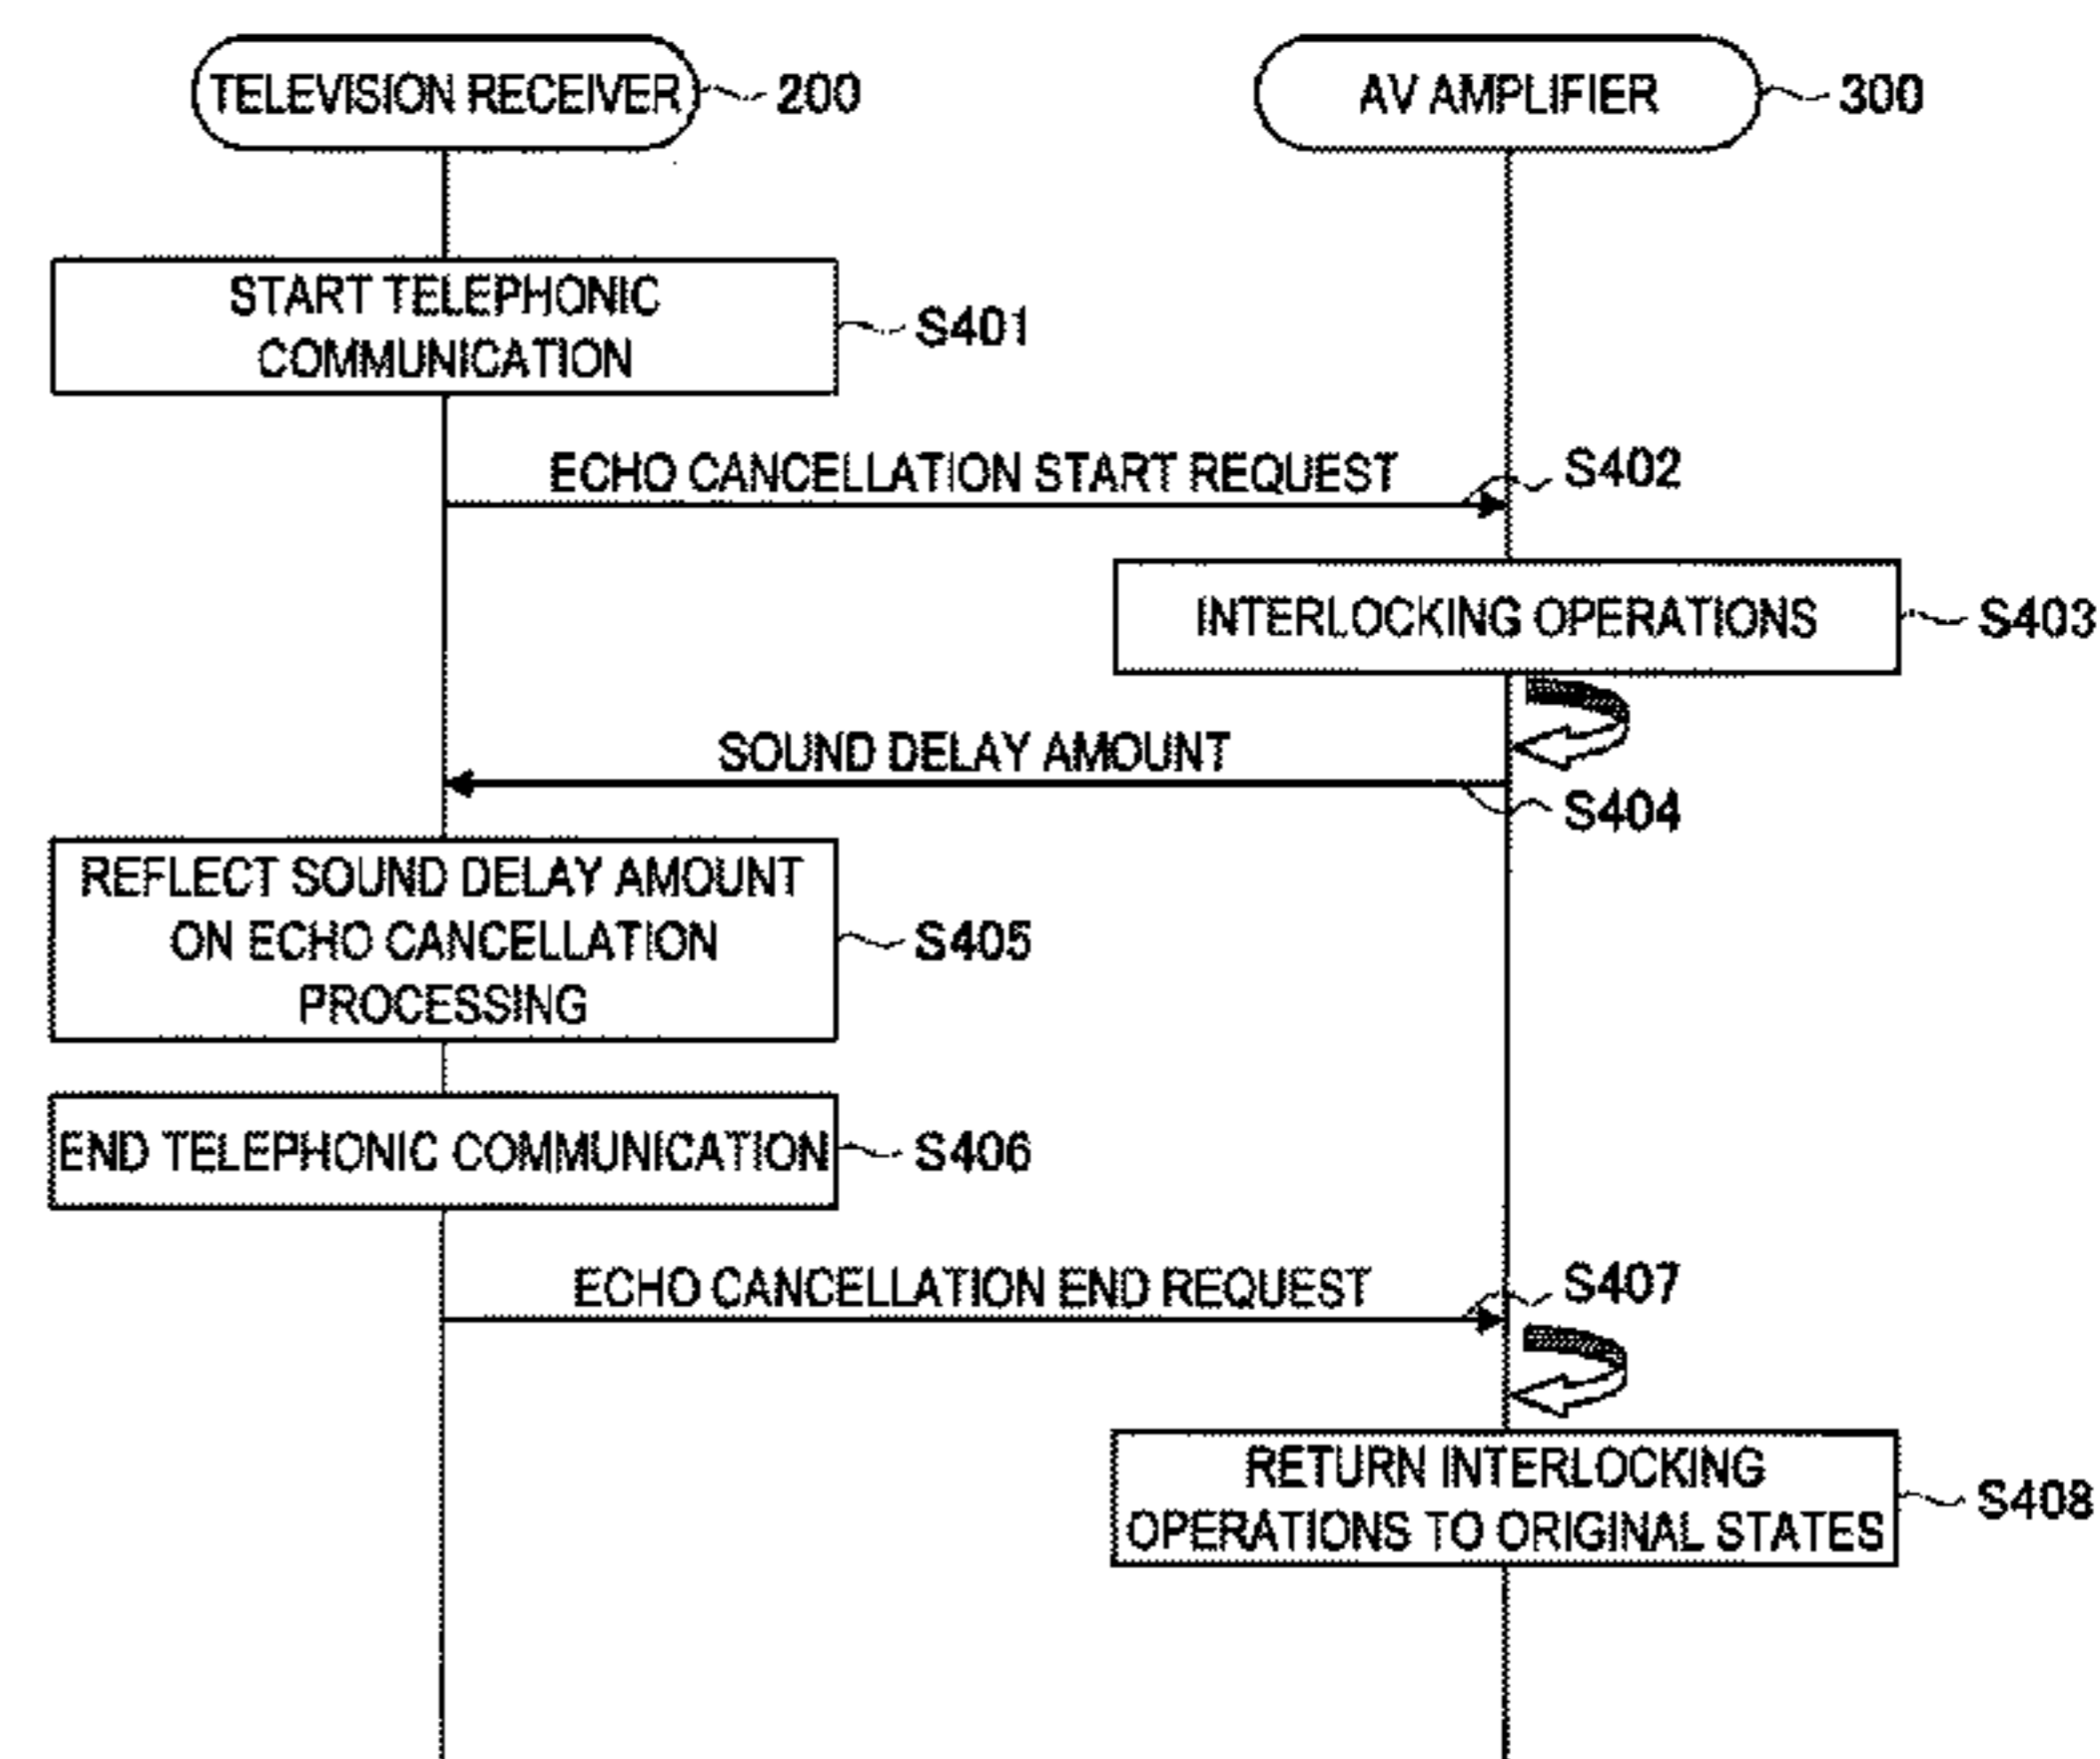 TELEVISION RECEIVER
200
AV AMPLIFIER
300
START TELEPHONIC
COMMUNICATION
S401
ECHO CANCELLATION START REQUEST
S402
INTERLOCKING OPERATIONS
S403
SOUND DELAY AMOUNT
S404
REFLECT SOUND DELAY AMOUNT
ON ECHO CANCELLATION
PROCESSING
S405
END TELEPHONIC COMMUNICATION
S406
ECHO CANCELLATION END REQUEST
S407
RETURN INTERLOCKING
OPERATIONS TO ORIGINAL STATES
S408